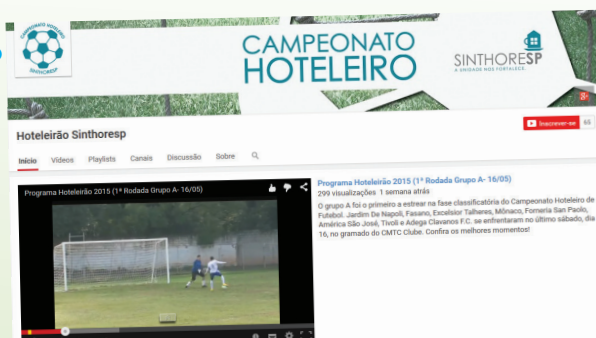 CAMPEONATO HOTELEIRO
SINTHORESP
CAMPEONATO
HOTELEIRO
SINTHORESP
A UNIDADE NOS FORTALECE.
Hoteleirão Sinthoresp
Inscrever-se 65
Início Vídeos Playlists Canais Discussão Sobre
Programa Hoteleirão 2015 (1ª Rodada Grupo A- 16/05)
Programa Hoteleirão 2015 (1ª Rodada Grupo A- 16/05)
299 visualizações 1 semana atrás
O grupo A foi o primeiro a estrear na fase classificatória do Campeonato Hoteleiro de
Futebol. Jardim De Napoli, Fasano, Excelsior Talheres, Mônaco, Forneria San Paolo,
América São José, Tivoli e Adega Clavanos F.C. se enfrentaram no último sábado, dia
16, no gramado do CMTC Clube. Confira os melhores momentos!